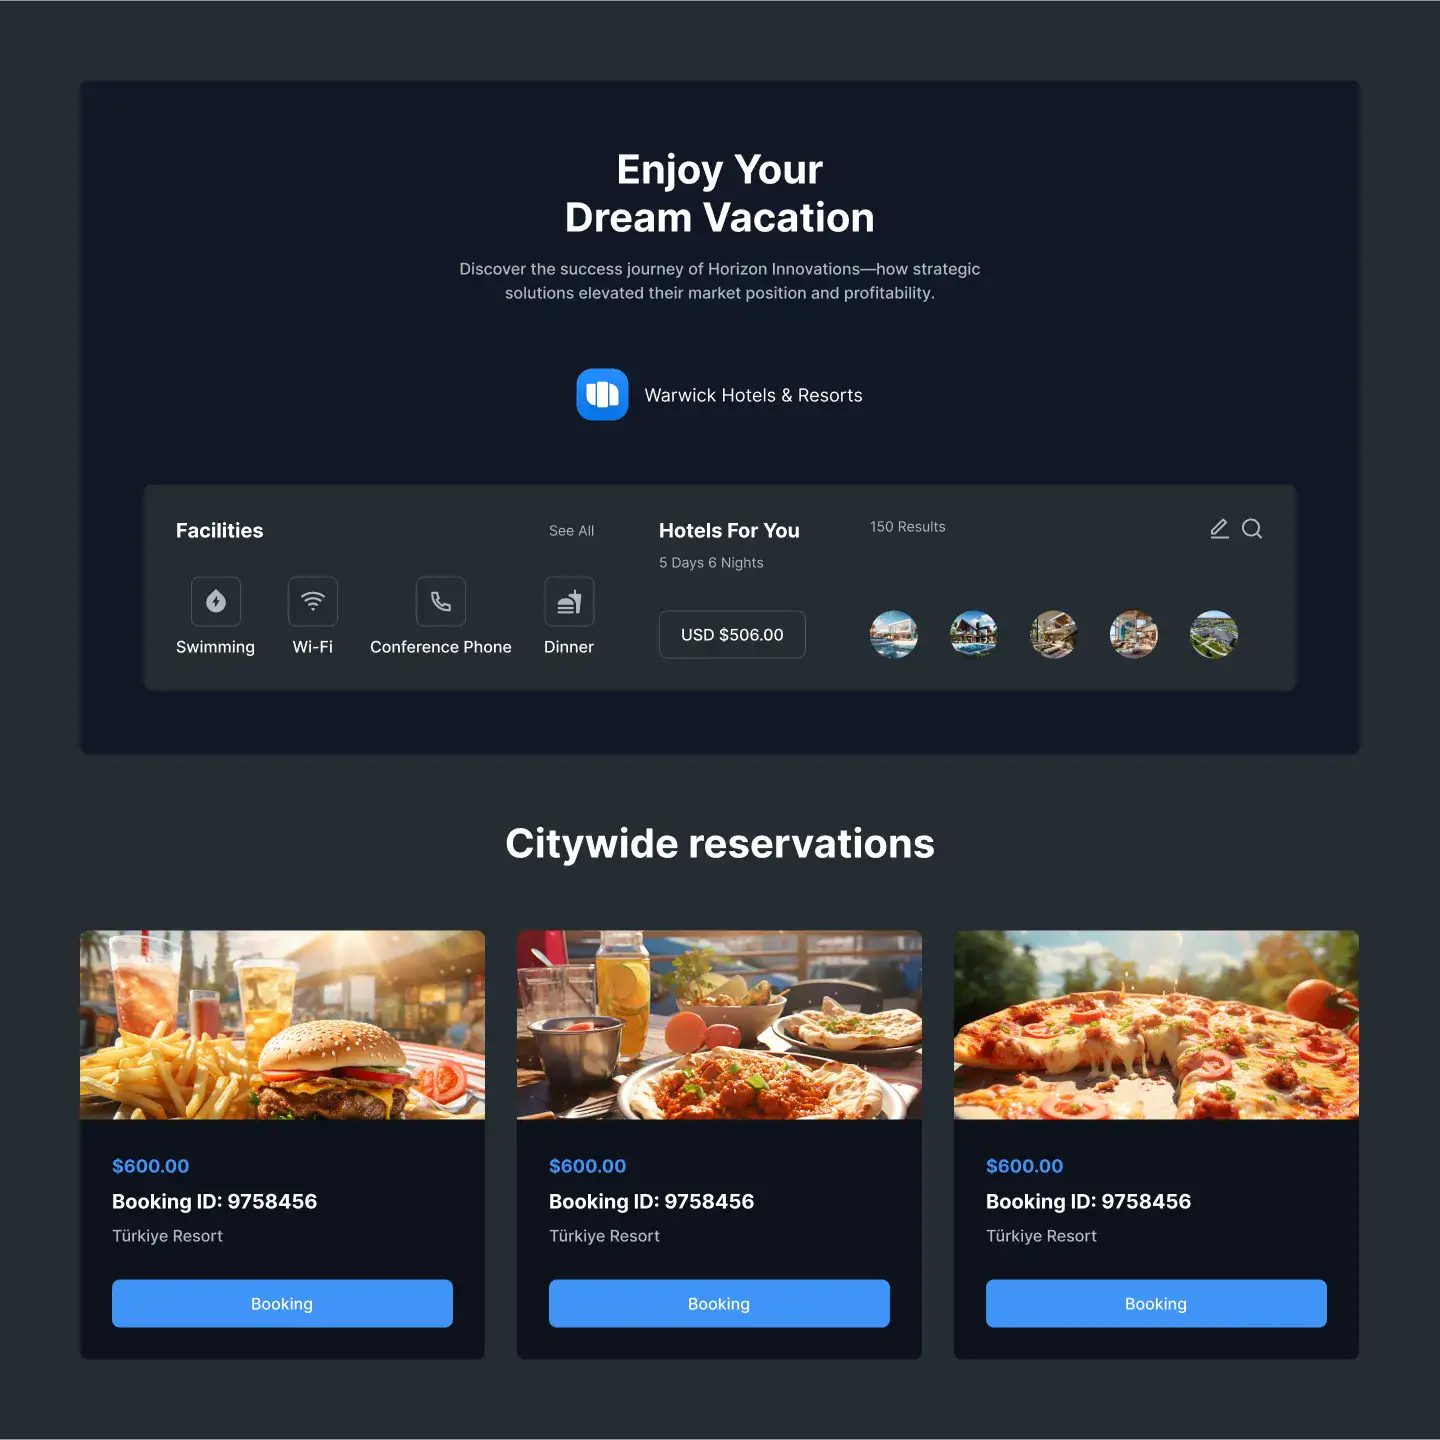 Enjoy Your
Dream Vacation
Discover the success journey of Horizon Innovations—how strategic
solutions elevated their market position and profitability.
Warwick Hotels & Resorts
Facilities
See All
Swimming
Wi-Fi
Conference Phone
Dinner
Hotels For You
5 Days 6 Nights
USD $506.00
150 Results
Citywide reservations
$600.00
Booking ID: 9758456
Türkiye Resort
Booking
$600.00
Booking ID: 9758456
Türkiye Resort
Booking
$600.00
Booking ID: 9758456
Türkiye Resort
Booking